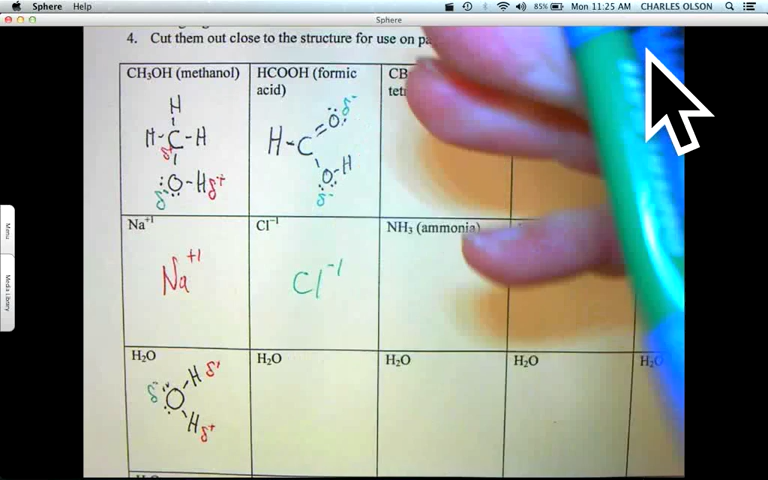 Sphere Help 85% Mon 11:25 AM CHARLES OLSON
Sphere
4. Cut them out close to the structure for use on
CH₃OH (methanol) HCOOH (formic acid) CB
H
H-C-H
δ+
:O-H δ+
δ-
H-C
=O: δ-
O-H
δ-
Na⁺¹ Cl⁻¹ NH₃ (ammonia)
Na⁺¹ Cl⁻¹
H₂O H₂O H₂O H₂O H₂O
δ- O
H δ+
H δ+
Menu
Media Library